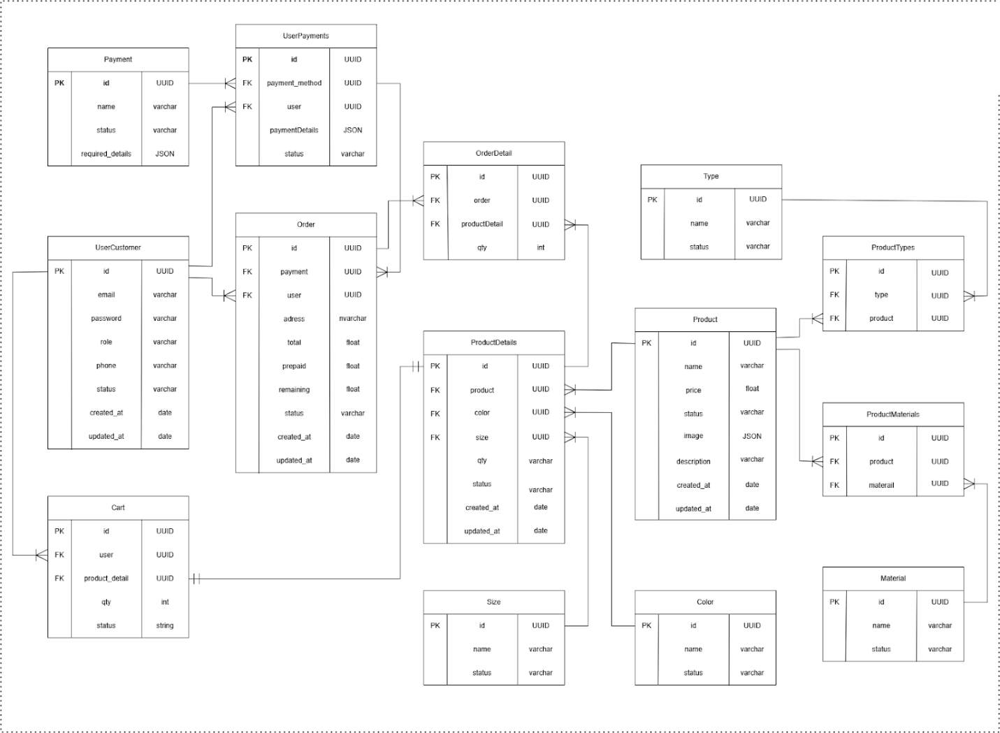 UserPayments
PK id UUID
FK payment_method UUID
FK user UUID
paymentDetails JSON
status varchar
Payment
PK id UUID
name varchar
status varchar
required_details JSON
OrderDetail
PK id UUID
FK order UUID
FK productDetail UUID
qty int
Type
PK id UUID
name varchar
status varchar
Order
PK id UUID
FK payment UUID
FK user UUID
adress nvarchar
total float
prepaid float
remaining float
status varchar
created_at date
updated_at date
UserCustomer
PK id UUID
email varchar
password varchar
role varchar
phone varchar
status varchar
created_at date
updated_at date
ProductTypes
PK id UUID
FK type UUID
FK product UUID
Product
PK id UUID
name varchar
price float
status varchar
image JSON
description varchar
created_at date
updated_at date
ProductDetails
PK id UUID
FK product UUID
FK color UUID
FK size UUID
qty varchar
status varchar
created_at date
updated_at date
ProductMaterials
PK id UUID
FK product UUID
FK materail UUID
Cart
PK id UUID
FK user UUID
FK product_detail UUID
qty int
status string
Size
PK id UUID
name varchar
status varchar
Color
PK id UUID
name varchar
status varchar
Material
PK id UUID
name varchar
status varchar